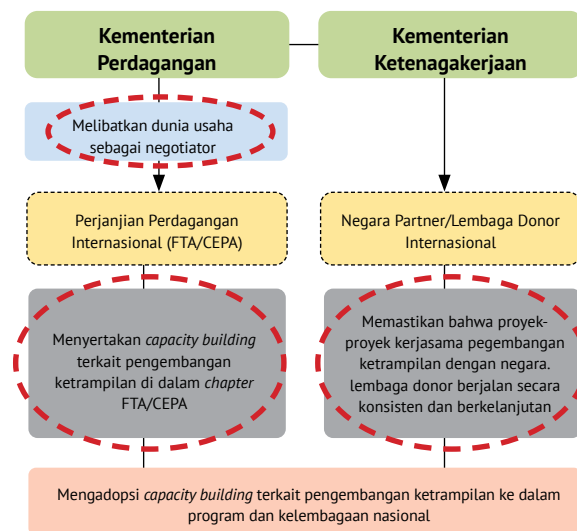 Kementerian
Perdagangan
Kementerian
Ketenagakerjaan
Melibatkan dunia usaha
sebagai negotiator
Perjanjian Perdagangan
Internasional (FTA/CEPA)
Negara Partner/Lembaga Donor
Internasional
Menyertakan capacity building
terkait pengembangan
ketrampilan di dalam chapter
FTA/CEPA
Memastikan bahwa proyek-
proyek kerjasama pegembangan
ketrampilan dengan negara.
lembaga donor berjalan secara
konsisten dan berkelanjutan
Mengadopsi capacity building terkait pengembangan ketrampilan ke dalam
program dan kelembagaan nasional